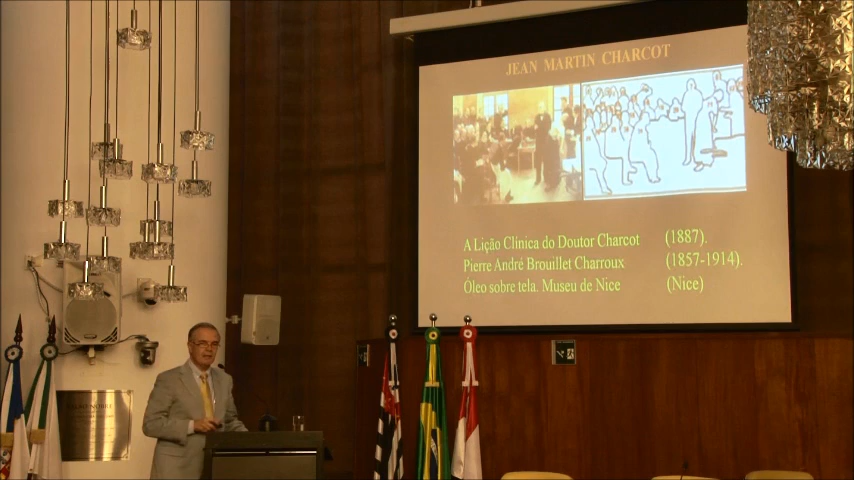 JEAN MARTIN CHARCOT
A Lição Clínica do Doutor Charcot (1887).
Pierre André Brouillet Charroux (1857-1914).
Óleo sobre tela. Museu de Nice (Nice)